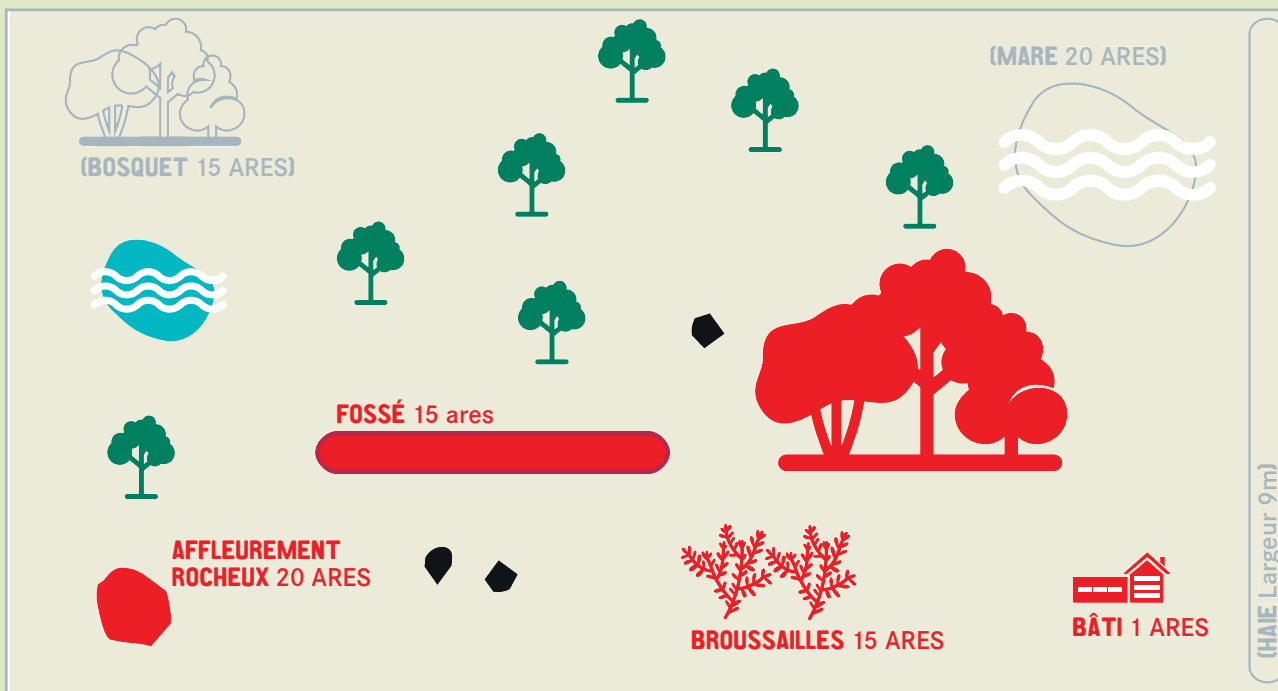 (MARE 20 ARES)
(BOSQUET 15 ARES)
FOSSÉ 15 ares
AFFLEUREMENT
ROCHEUX 20 ARES
BROUSSAILLES 15 ARES
BÂTI 1 ARES
(HAIE Largeur 9m)